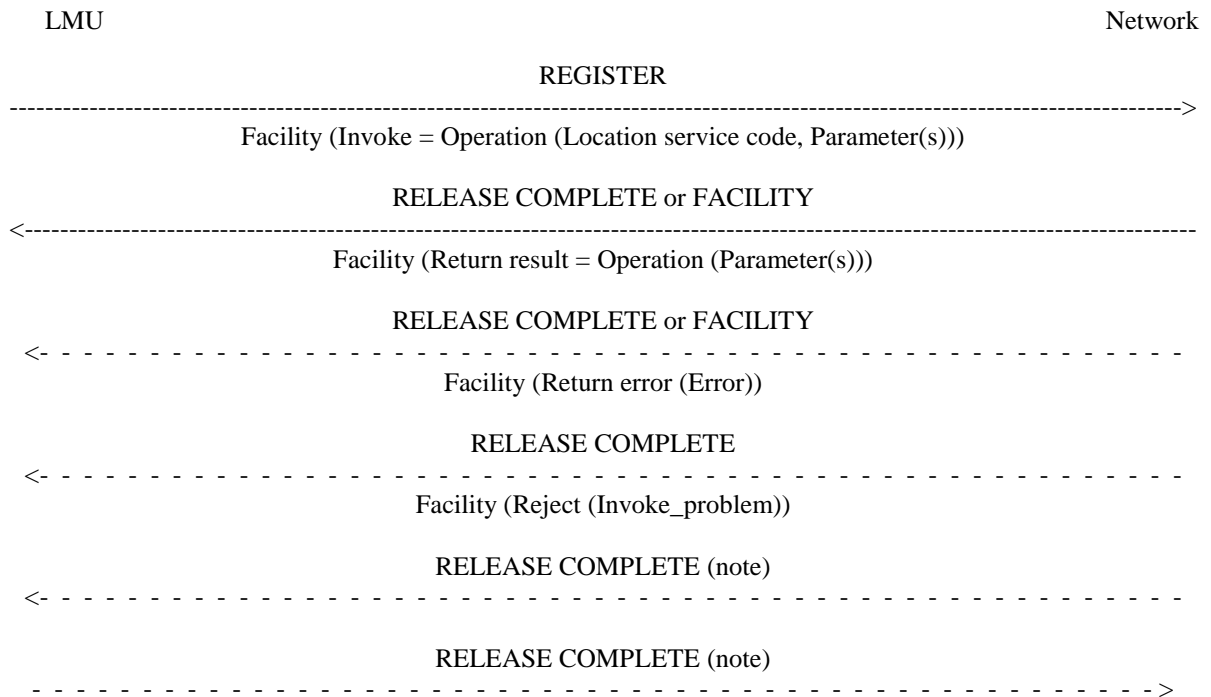 LMU Network
REGISTER
------------------------------------------------------------------------------------------------------------------------------------>
Facility (Invoke = Operation (Location service code, Parameter(s)))
RELEASE COMPLETE or FACILITY
<------------------------------------------------------------------------------------------------------------------------------------
Facility (Return result = Operation (Parameter(s)))
RELEASE COMPLETE or FACILITY
<- - - - - - - - - - - - - - - - - - - - - - - - - - - - - - - - - - - - - - - - - - - - - - - - - - - -
Facility (Return error (Error))
RELEASE COMPLETE
<- - - - - - - - - - - - - - - - - - - - - - - - - - - - - - - - - - - - - - - - - - - - - - - - - - - -
Facility (Reject (Invoke_problem))
RELEASE COMPLETE (note)
<- - - - - - - - - - - - - - - - - - - - - - - - - - - - - - - - - - - - - - - - - - - - - - - - - - - -
RELEASE COMPLETE (note)
- - - - - - - - - - - - - - - - - - - - - - - - - - - - - - - - - - - - - - - - - - - - - - - - - - - ->